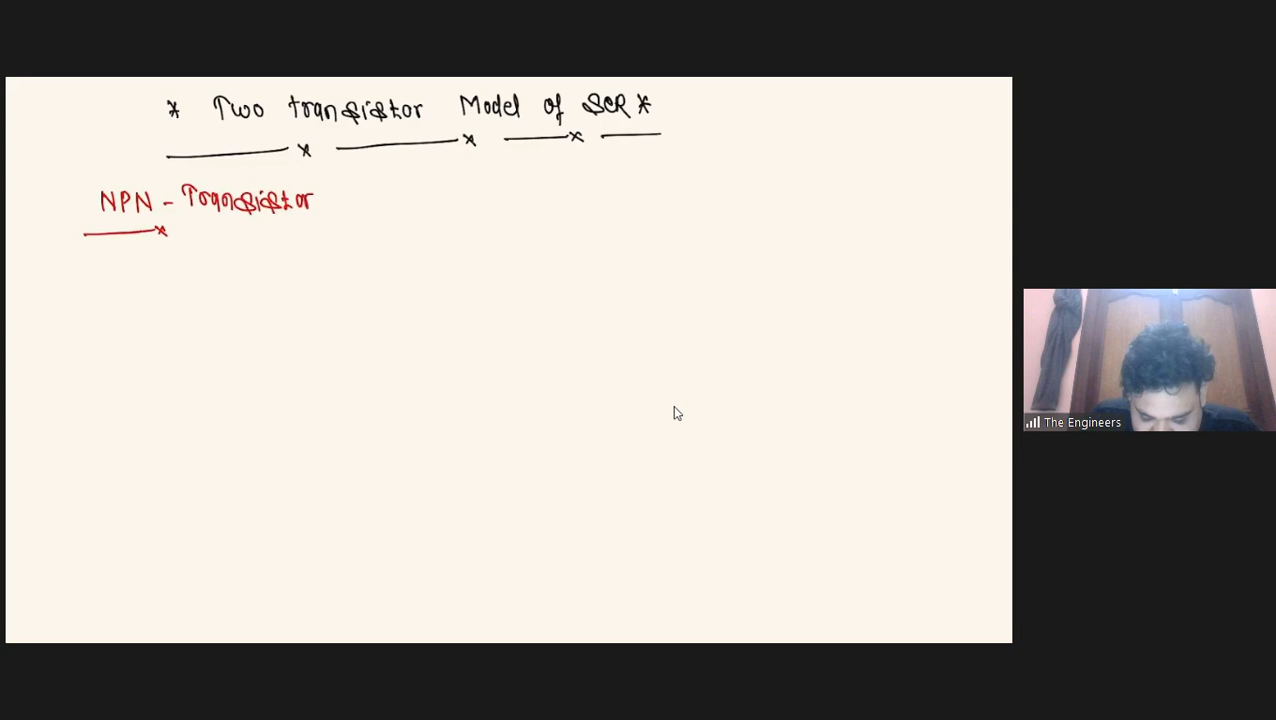 * Two transistor Model of SCR *
NPN - Transistor
The Engineers